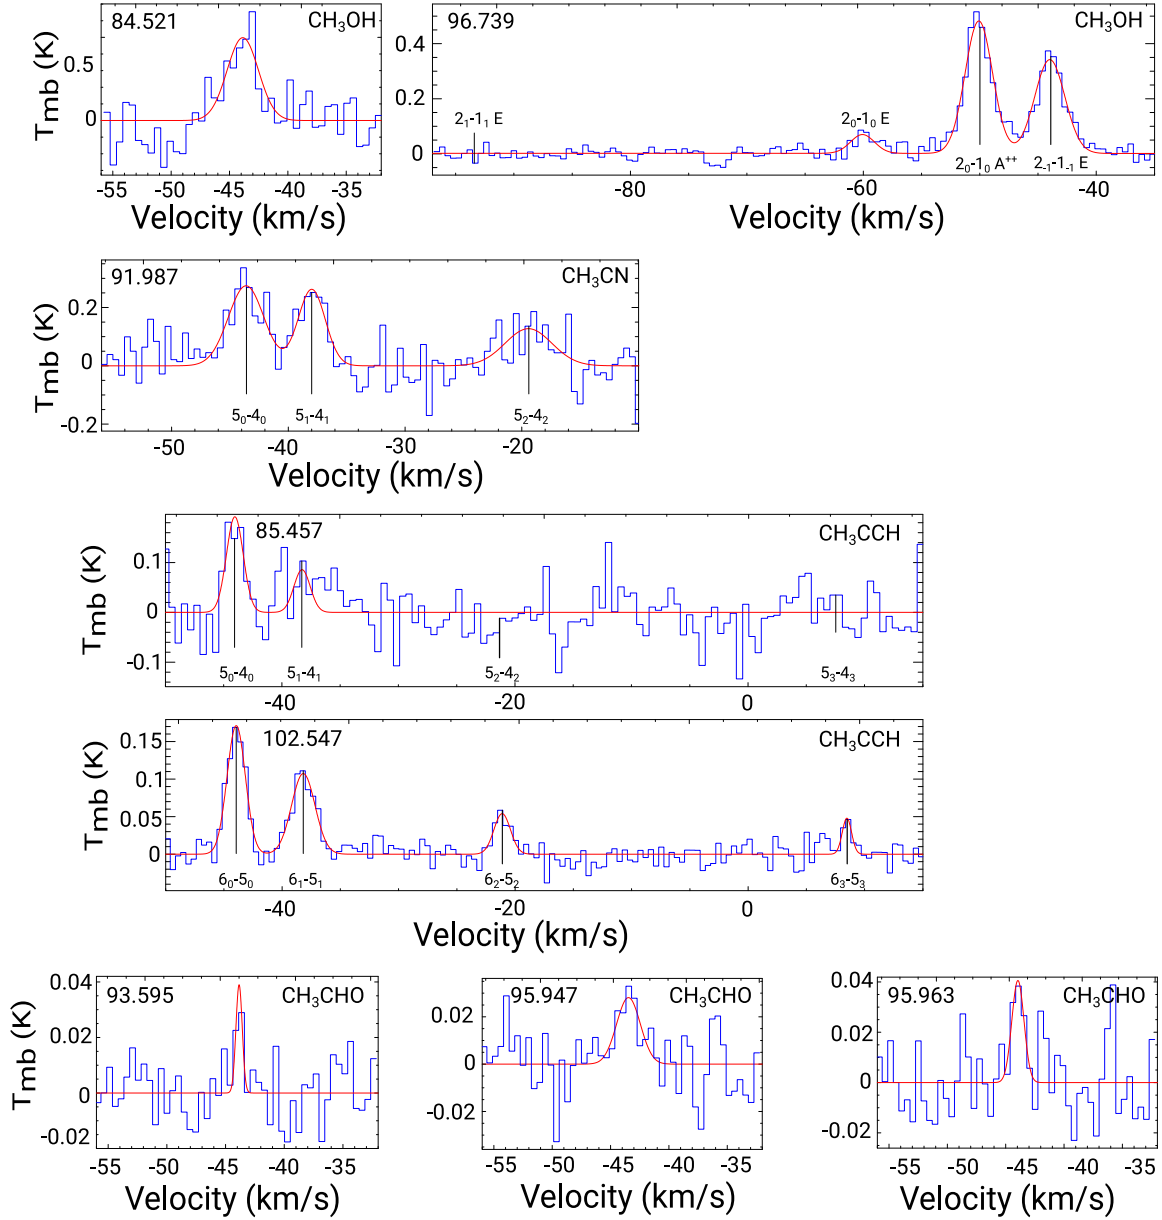 84.521 CH₃OH
0.5
0
T_mb (K)
-55 -50 -45 -40 -35
Velocity (km/s)
96.739 CH₃OH
0.4
0.2
0
2₁-1₁ E
2₀-1₀ E
2₀-1₀ A⁺⁺
2₋₁-1₋₁ E
-80 -60 -40
Velocity (km/s)
91.987 CH₃CN
0.2
0
-0.2
T_mb (K)
5₀-4₀ 5₁-4₁ 5₂-4₂
-50 -40 -30 -20
Velocity (km/s)
85.457 CH₃CCH
0.1
0
-0.1
T_mb (K)
5₀-4₀ 5₁-4₁ 5₂-4₂ 5₃-4₃
-40 -20 0
102.547 CH₃CCH
0.15
0.1
0.05
0
T_mb (K)
6₀-5₀ 6₁-5₁ 6₂-5₂ 6₃-5₃
-40 -20 0
Velocity (km/s)
93.595 CH₃CHO
0.04
0.02
0
-0.02
T_mb (K)
-55 -50 -45 -40 -35
Velocity (km/s)
95.947 CH₃CHO
0.02
0
-0.02
-55 -50 -45 -40 -35
Velocity (km/s)
95.963 CH₃CHO
0.04
0.02
0
-0.02
-55 -50 -45 -40 -35
Velocity (km/s)